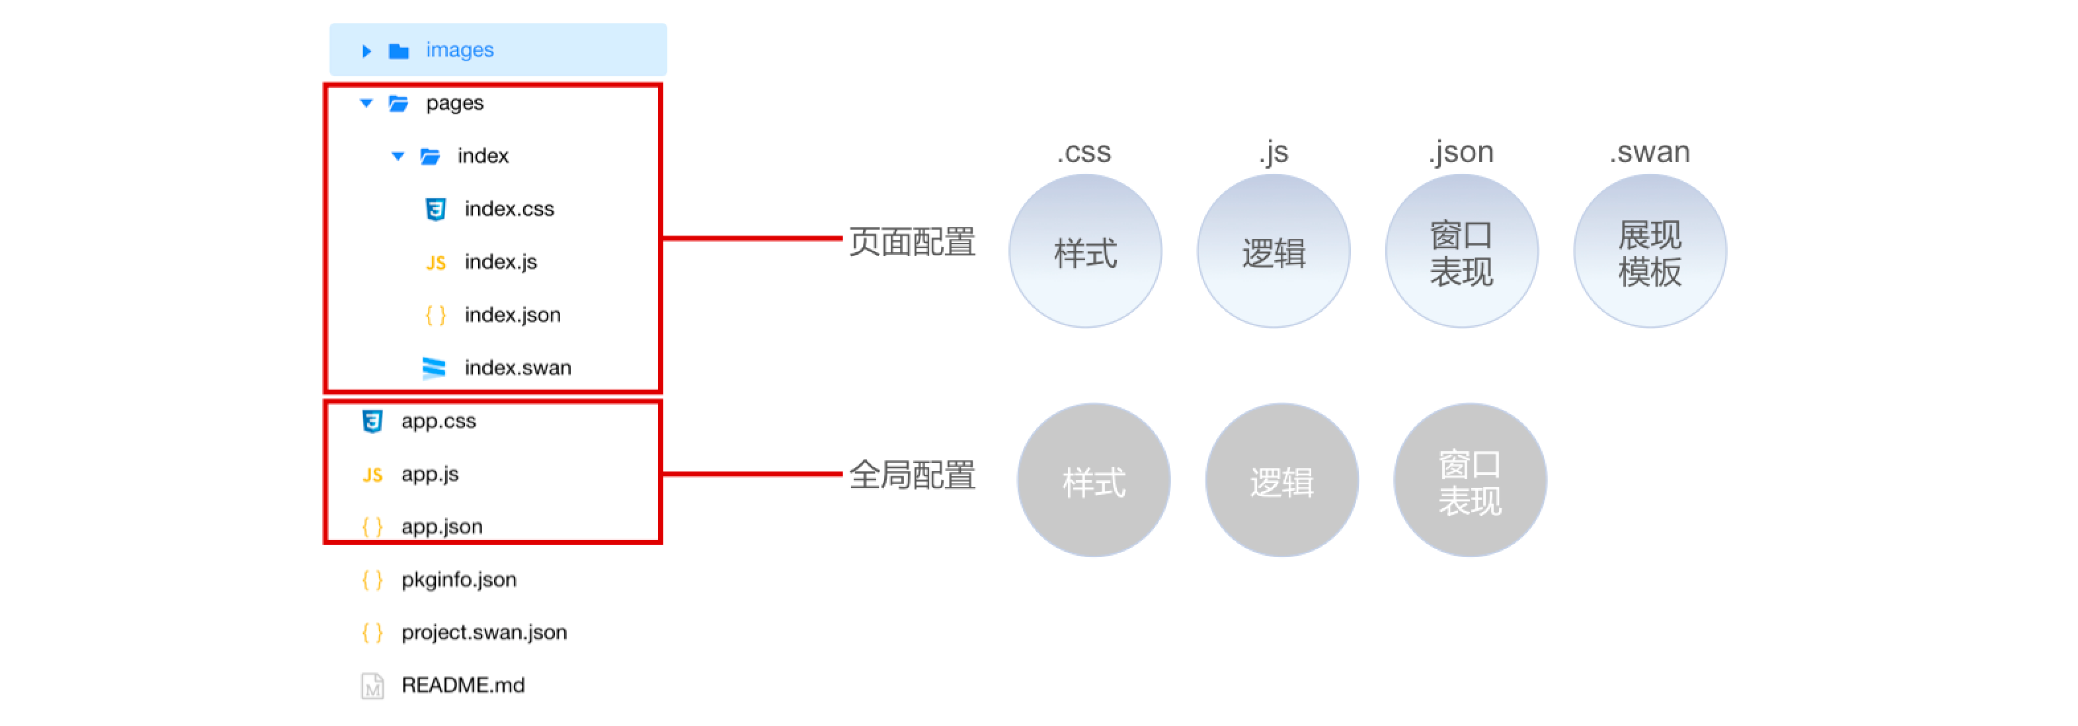 images
pages
index
index.css
index.js
index.json
index.swan
app.css
app.js
app.json
pkginfo.json
project.swan.json
README.md
.css
.js
.json
.swan
页面配置
样式
逻辑
窗口
表现
展现
模板
全局配置
样式
逻辑
窗口
表现